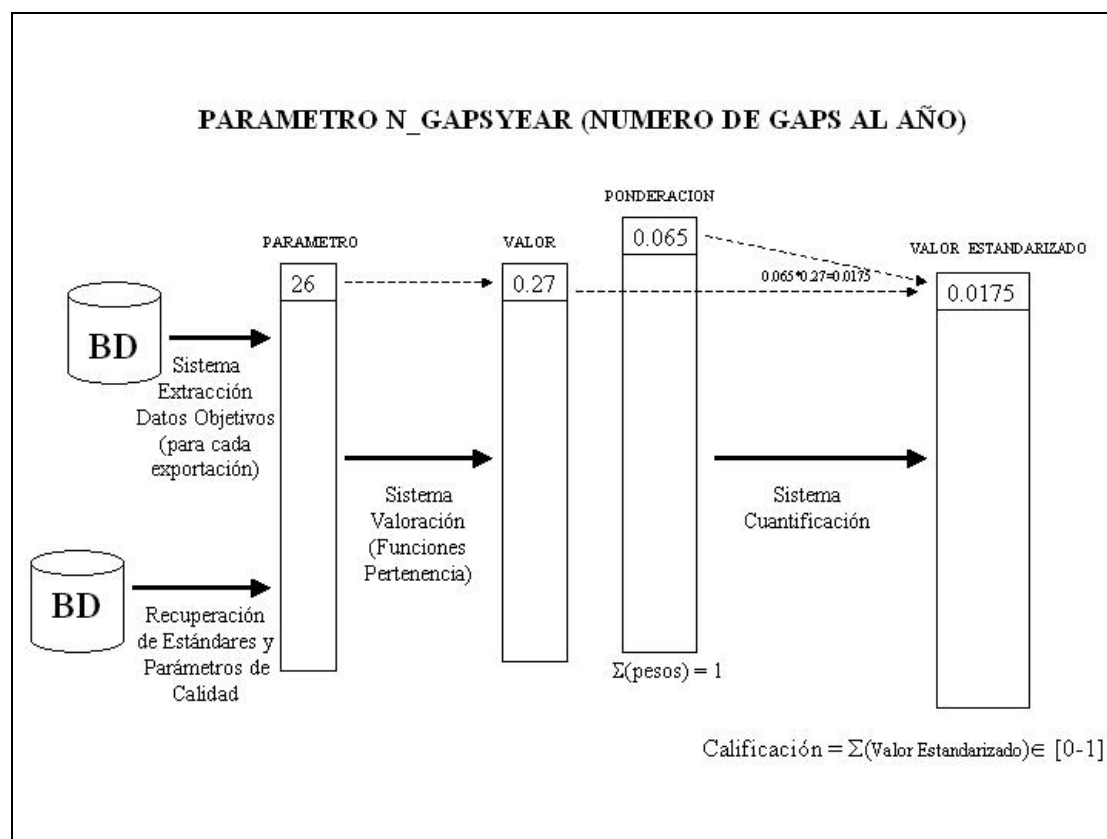 PARAMETRO N_GAPSYEAR (NUMERO DE GAPS AL AÑO)
PONDERACION
PARAMETRO
VALOR
VALOR ESTANDARIZADO
0.065
26
0.27
0.065*0.27=0.0175
0.0175
BD
Sistema
Extracción
Datos Objetivos
(para cada
exportación)
Sistema
Valoración
(Funciones
Pertenencia)
Sistema
Cuantificación
BD
Recuperación
de Estándares y
Parámetros de
Calidad
Σ(pesos) = 1
Calificación = Σ(Valor Estandarizado)∈ [0-1]